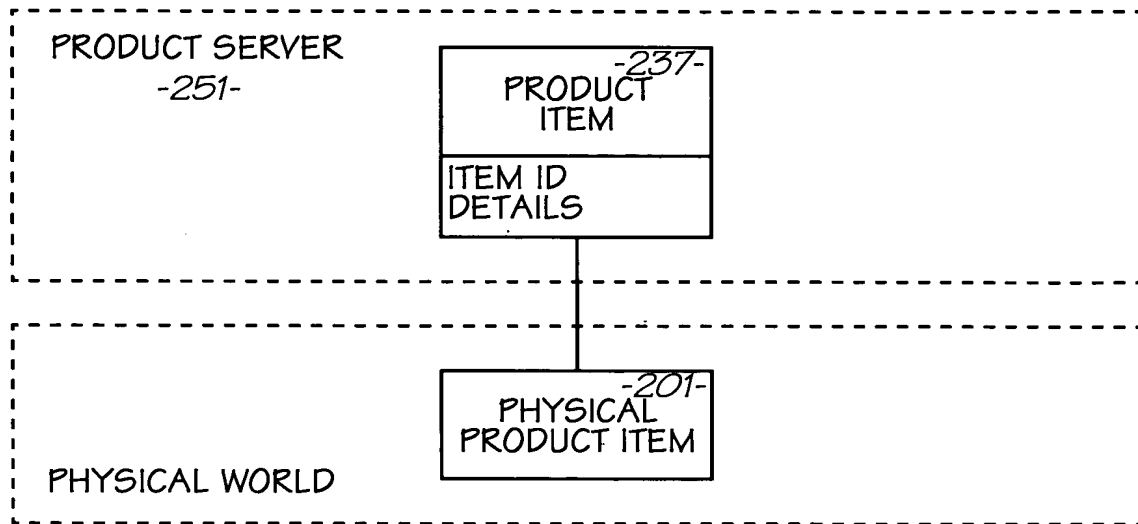 PRODUCT SERVER
-251-
-237-
PRODUCT
ITEM
ITEM ID
DETAILS
-201-
PHYSICAL
PRODUCT ITEM
PHYSICAL WORLD